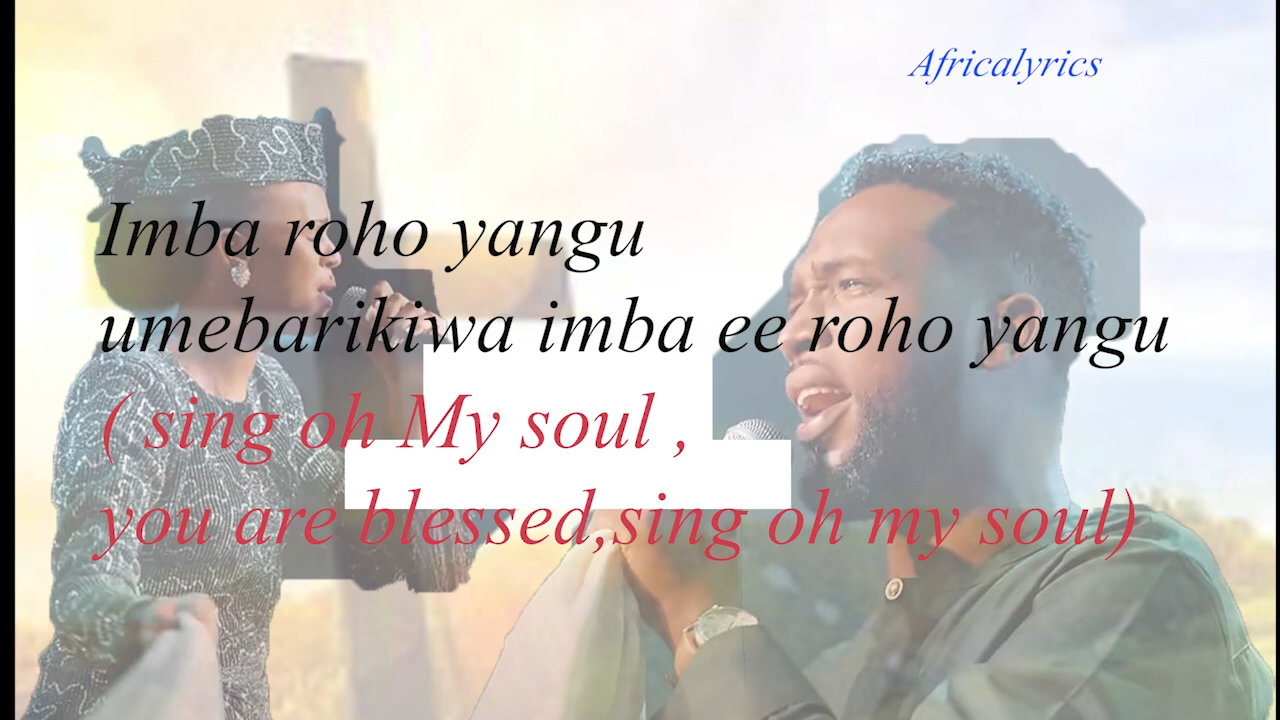 Africalyrics
Imba roho yangu
umebarikiwa imba ee roho yangu
( sing oh My soul ,
you are blessed,sing oh my soul)